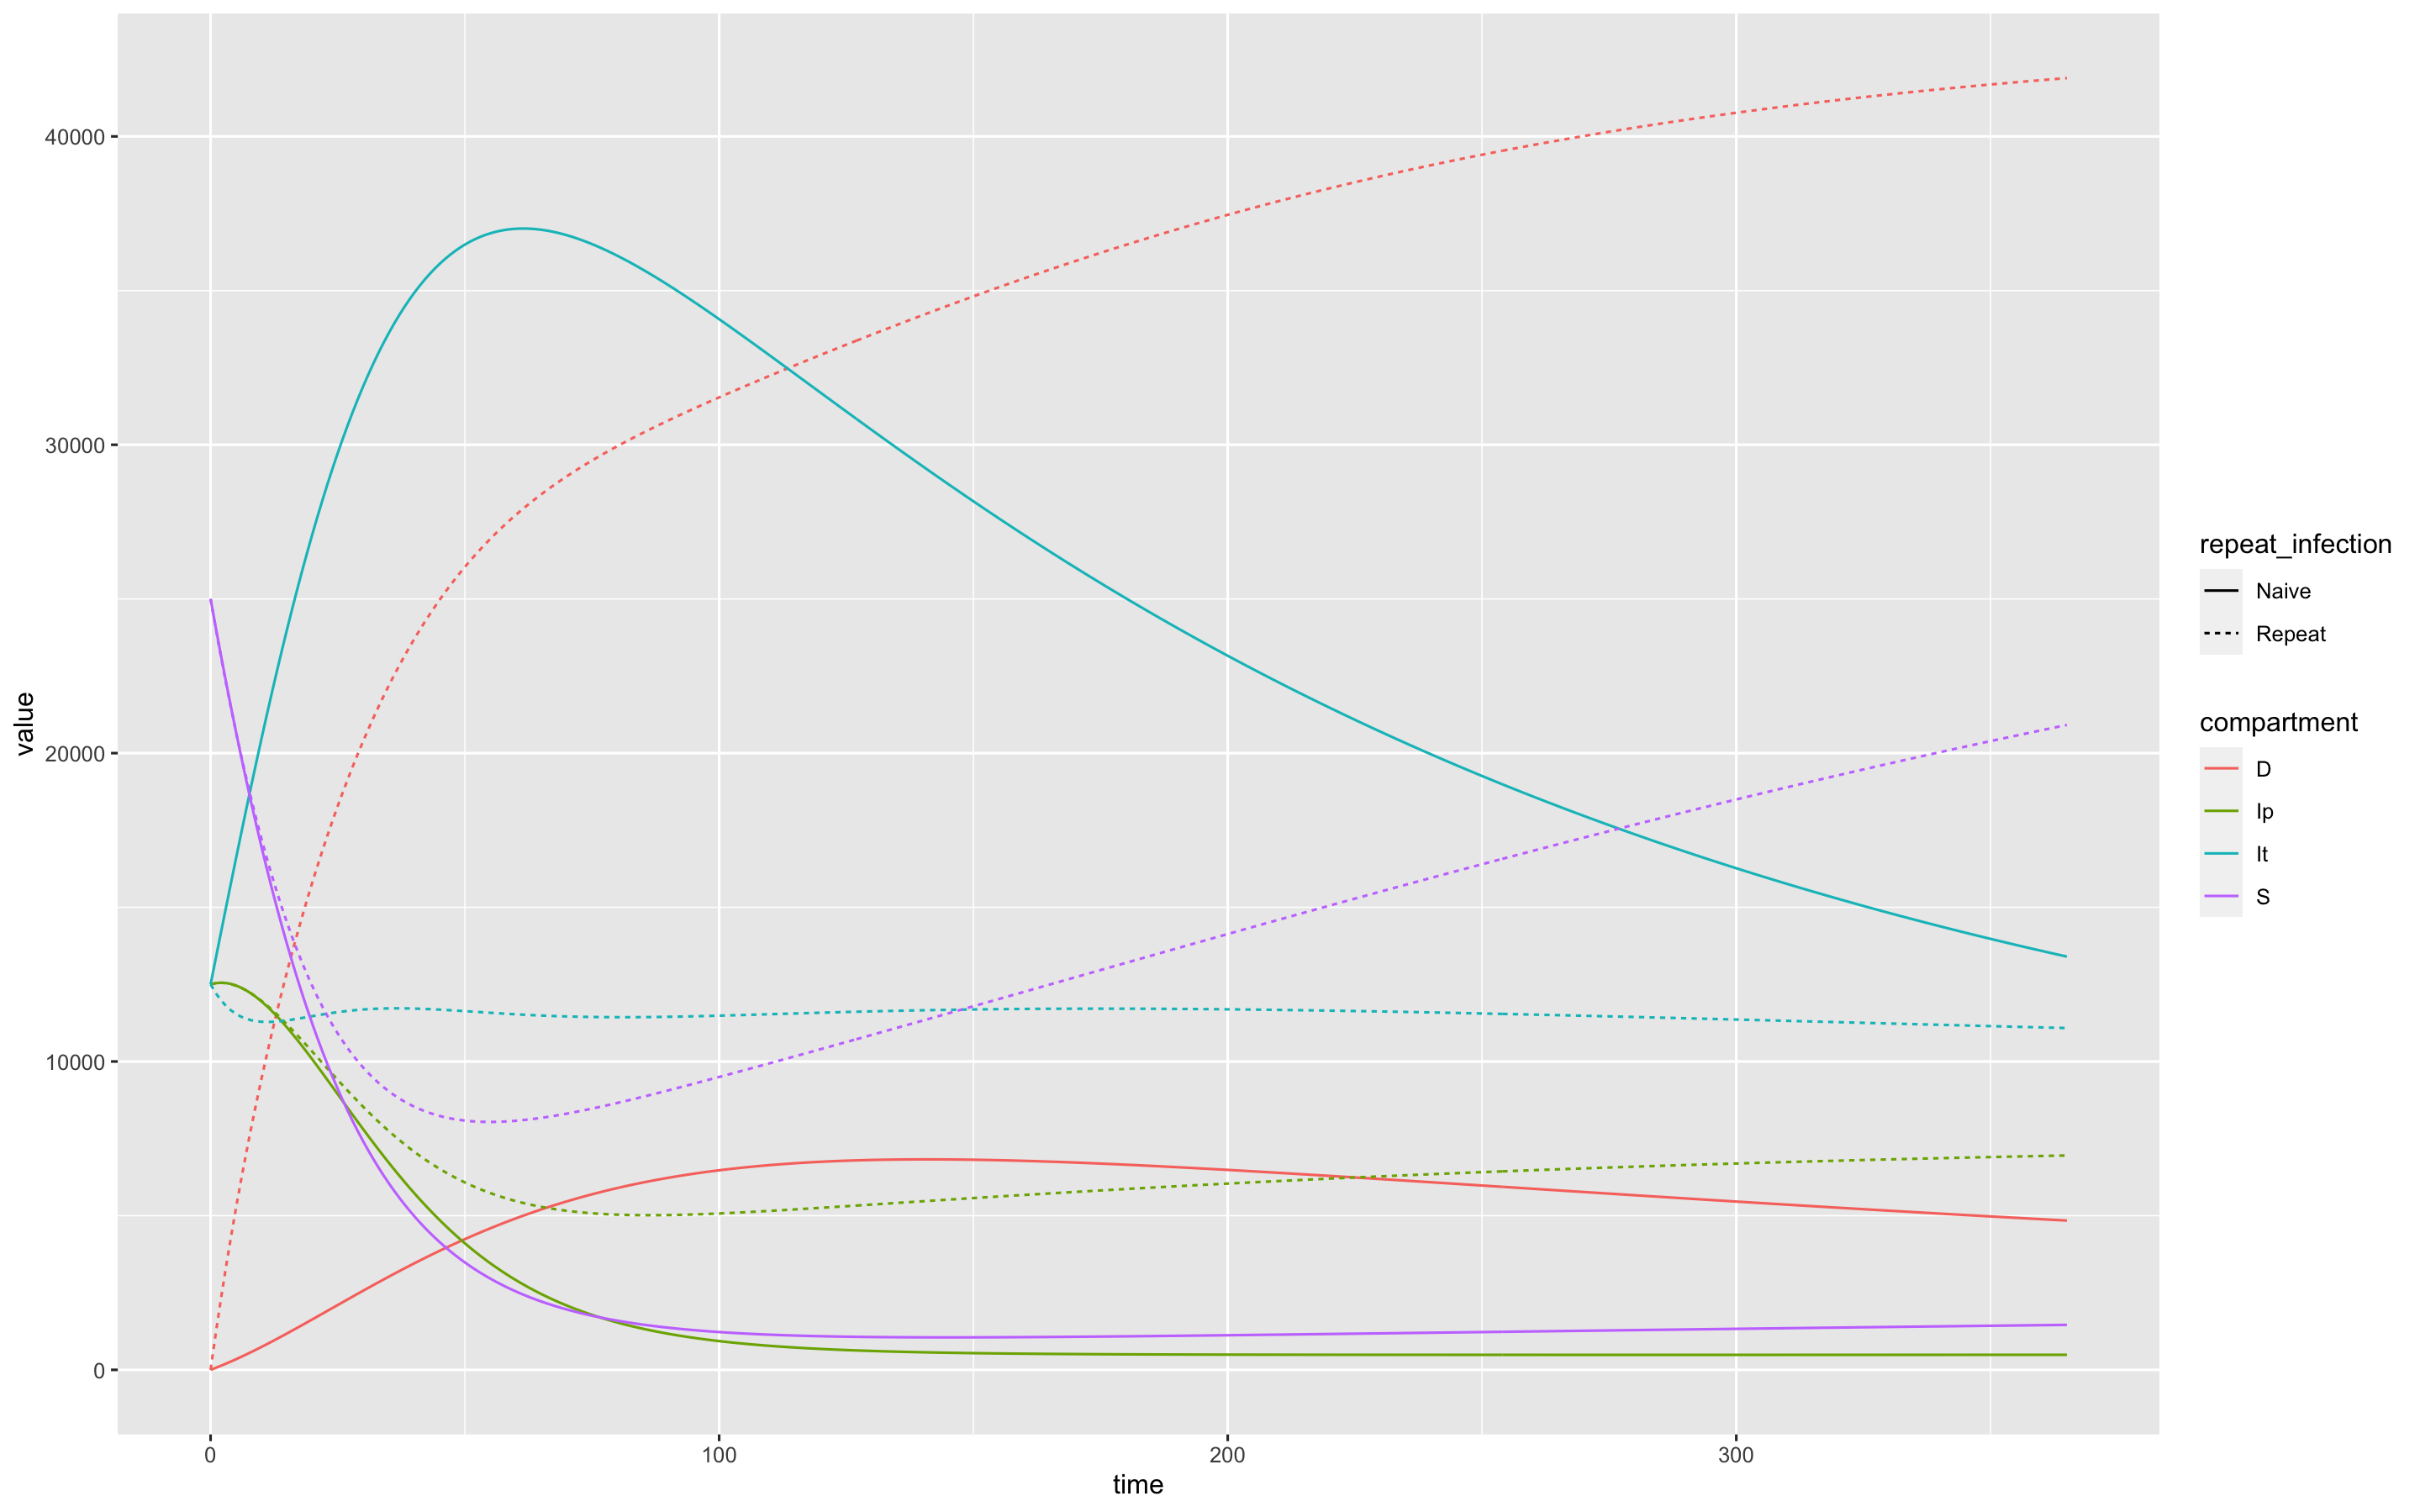 40000
30000
20000
10000
0
value
0 100 200 300
time
repeat_infection
Naive
Repeat
compartment
D
Ip
It
S